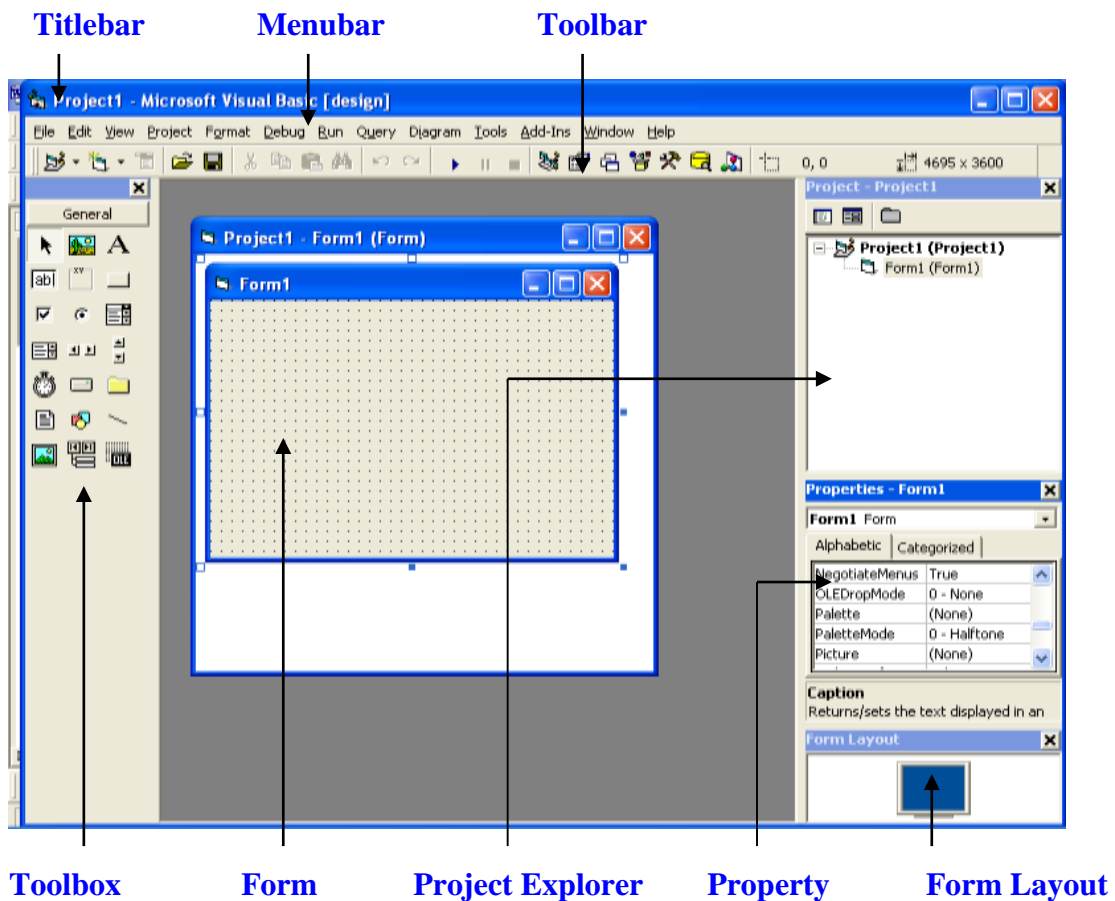 Titlebar Menubar Toolbar
Project1 - Microsoft Visual Basic [design]
File Edit View Project Format Debug Run Query Diagram Tools Add-Ins Window Help
0, 0 4695 x 3600
General
A
ab|
XY
OLE
Project1 - Form1 (Form)
Form1
Project - Project1
Project1 (Project1)
Form1 (Form1)
Properties - Form1
Form1 Form
Alphabetic Categorized
NegotiateMenus True
OLEDropMode 0 - None
Palette (None)
PaletteMode 0 - Halftone
Picture (None)
Caption
Returns/sets the text displayed in an
Form Layout
Toolbox Form Project Explorer Property Form Layout